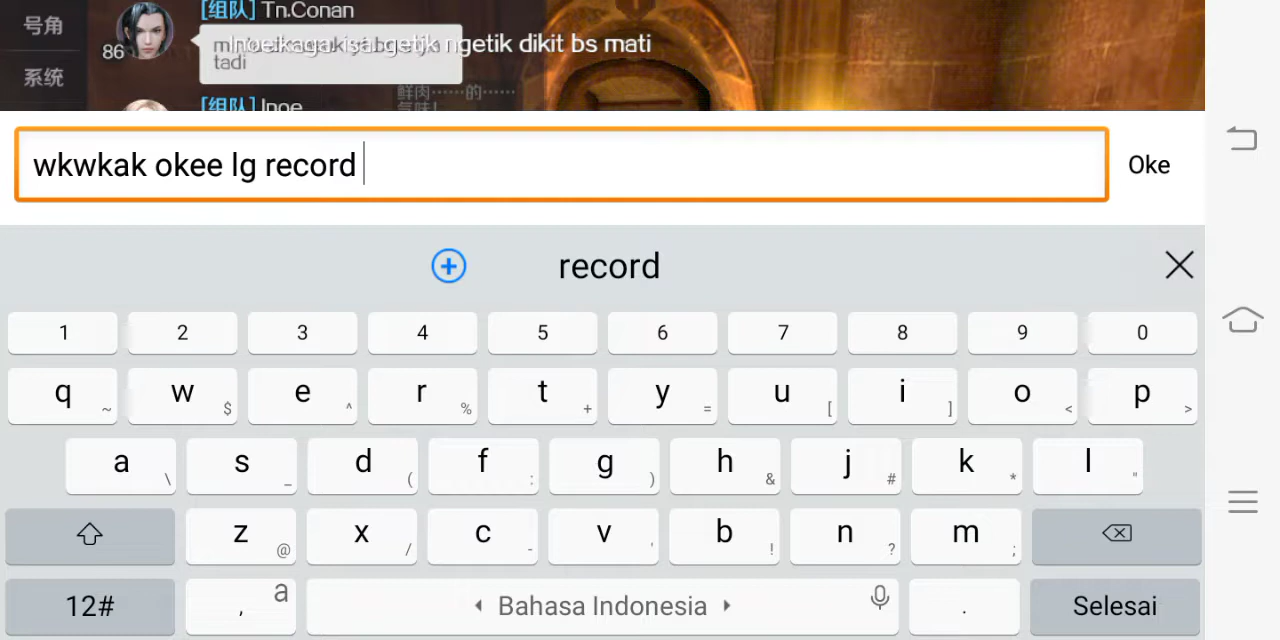 号角
系统
86
[组队] Tn.Conan
ngetik dikit bs mati
tadi
[组队] Inoe
鲜肉……的……
气味!
wkwkak okee lg record
Oke
record
1 2 3 4 5 6 7 8 9 0
q ~ w $ e ^ r % t + y = u [ i ] o < p >
a \ s _ d ( f : g ) h & j # k * l "
z @ x / c - v ' b ! n ? m ;
12# , a Bahasa Indonesia . Selesai